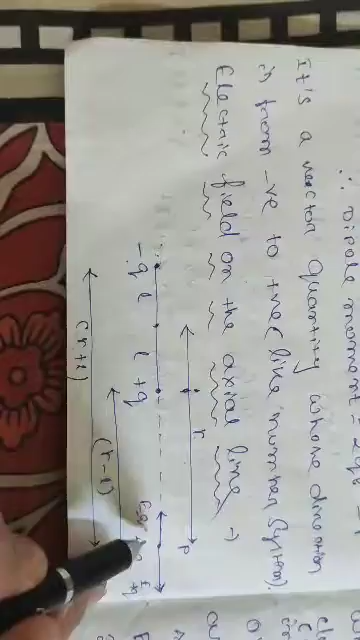 ∴ Dipole moment = 2ql
It's a vector quantity whose direction
is from -ve to +ve (like number system).
Electric field on the axial line →
r
P
-q l l +q
(r-l)
(r+l)